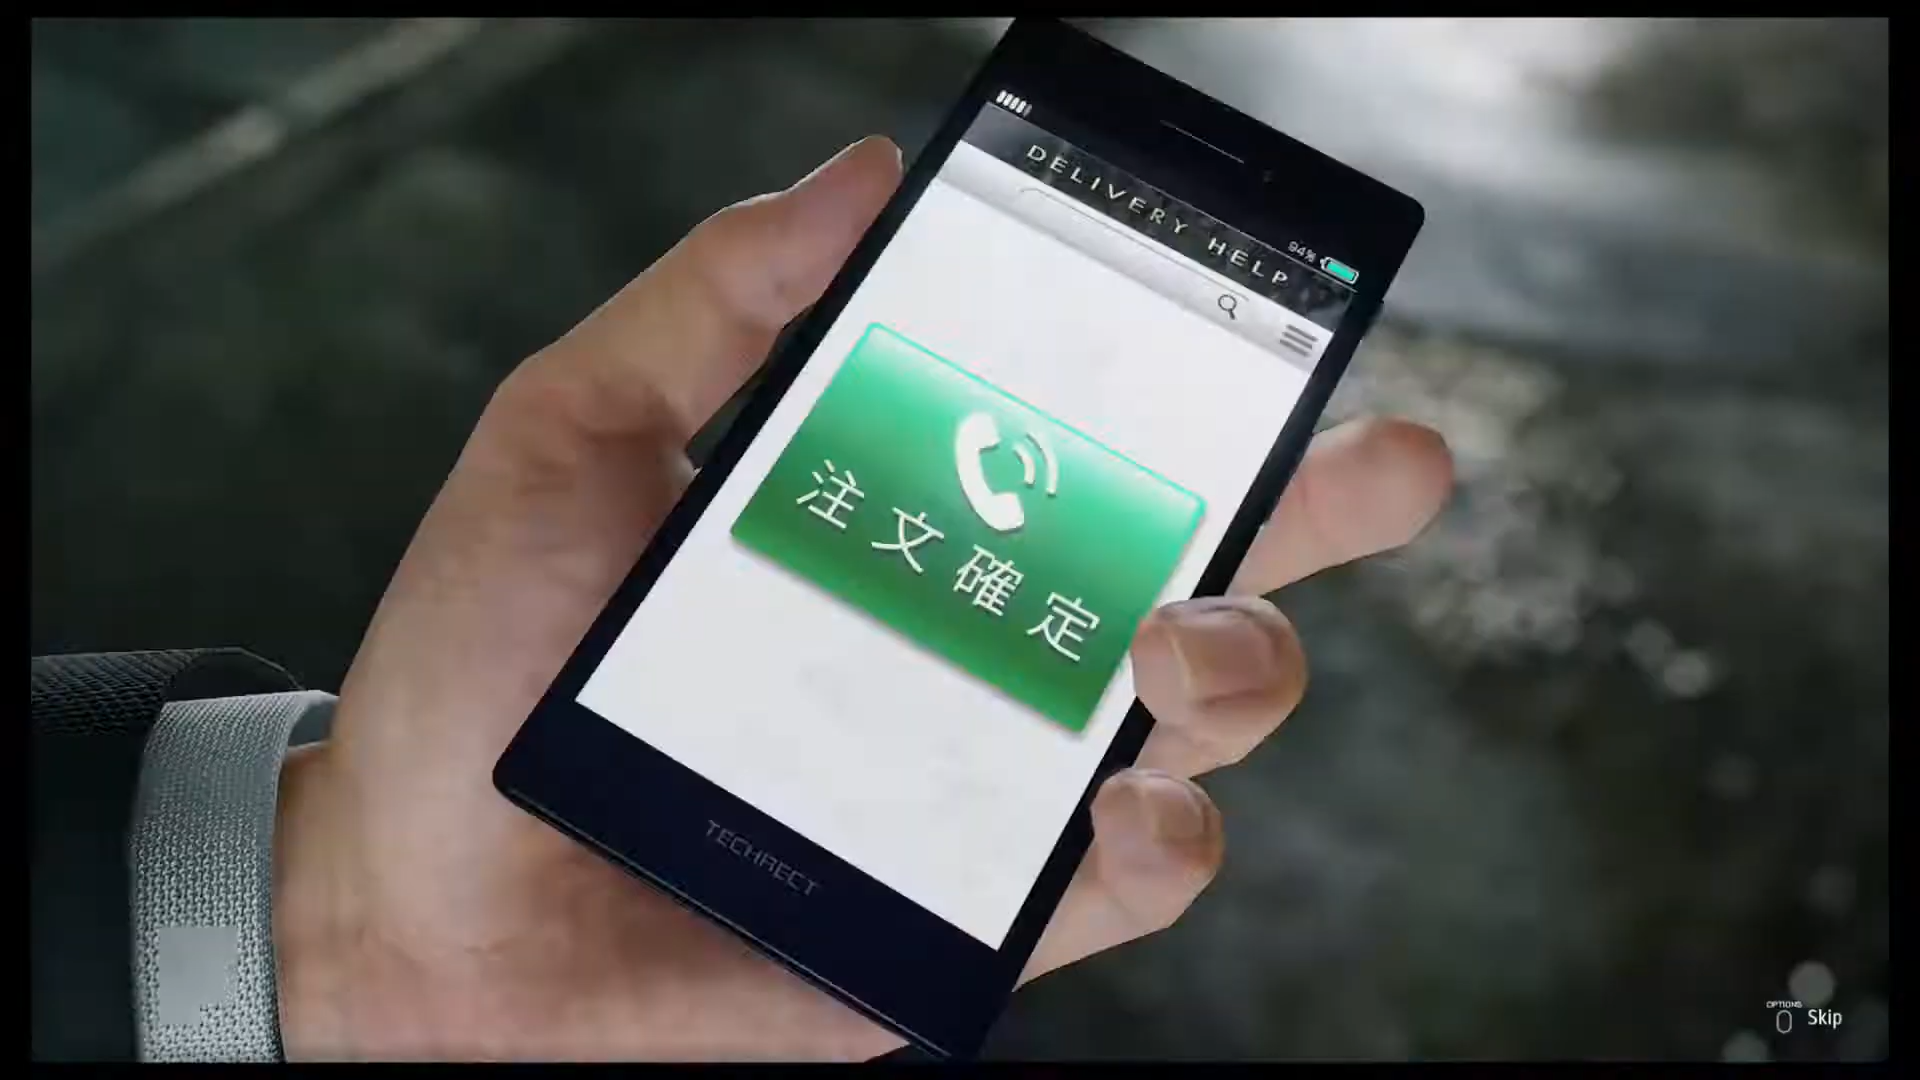 94%
DELIVERY HELP
注文確定
TECHRECT
OPTIONS
Skip